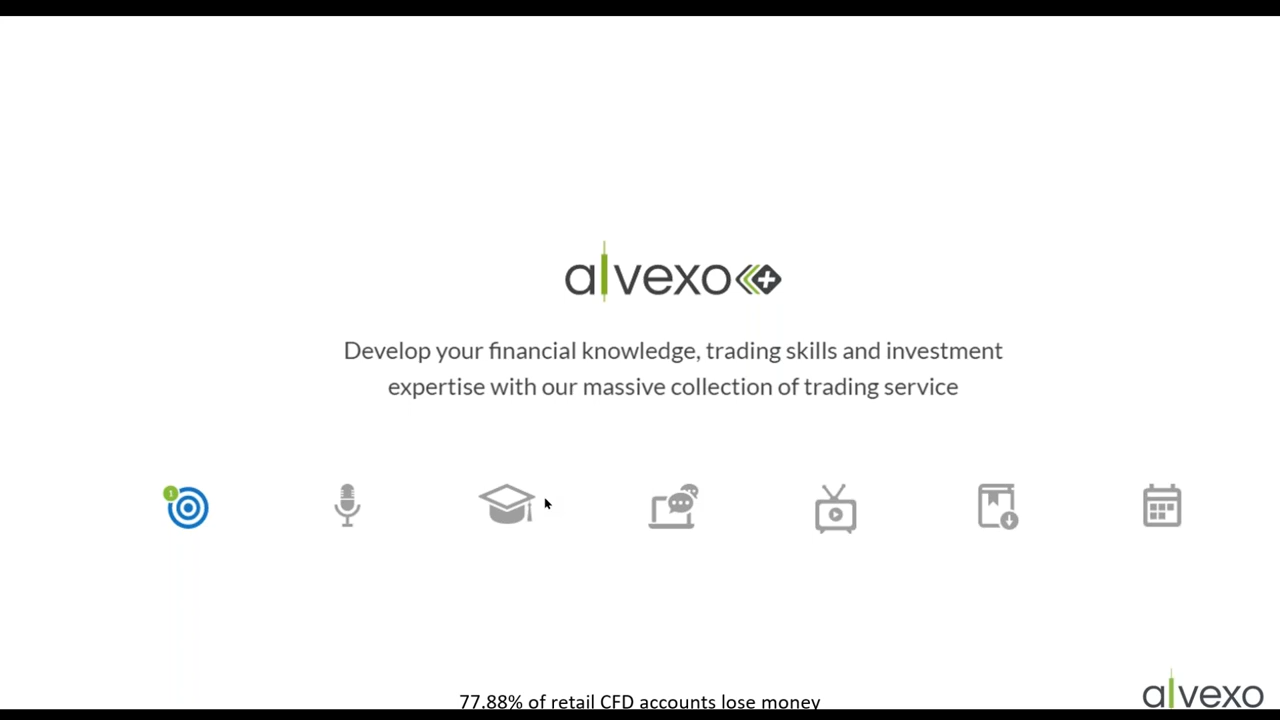 alvexo
Develop your financial knowledge, trading skills and investment
expertise with our massive collection of trading service
1
77.88% of retail CFD accounts lose money
alvexo